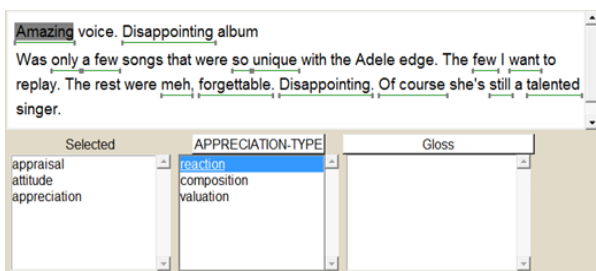 Amazing voice. Disappointing album
Was only a few songs that were so unique with the Adele edge. The few I want to
replay. The rest were meh, forgettable. Disappointing. Of course she's still a talented
singer.
Selected
APPRECIATION-TYPE
Gloss
appraisal
attitude
appreciation
reaction
composition
valuation